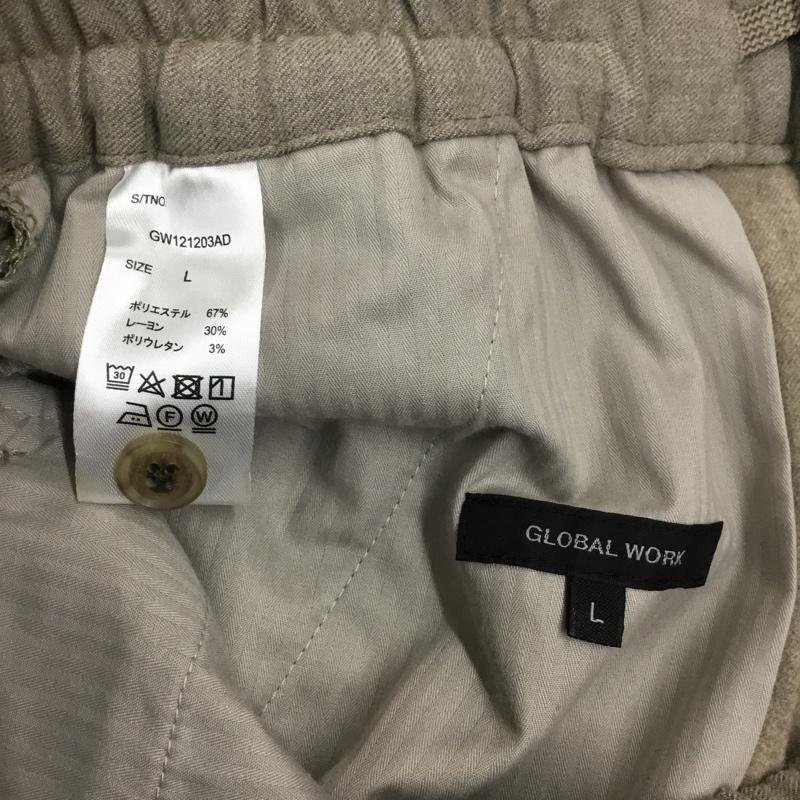 S/TNO.
GW121203AD
SIZE L
ポリエステル 67%
レーヨン 30%
ポリウレタン 3%
30
F W
GLOBAL WORK
L